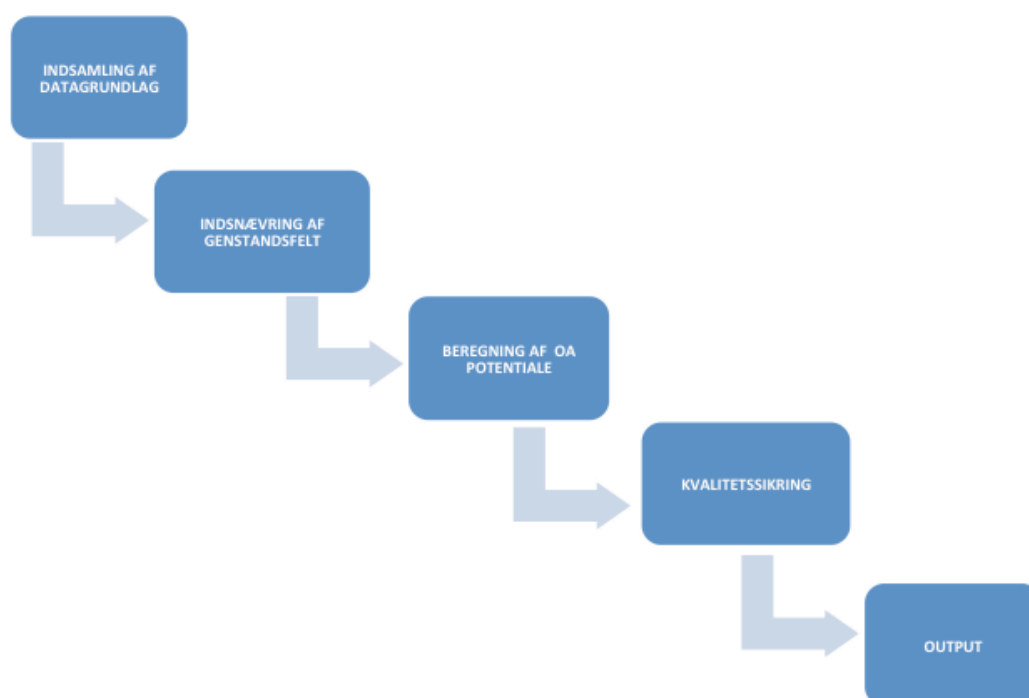 INDSAMLING AF
DATAGRUNDLAG
INDSNÆVRING AF
GENSTANDSFELT
BEREGNING AF  OA
POTENTIALE
KVALITETSSIKRING
OUTPUT